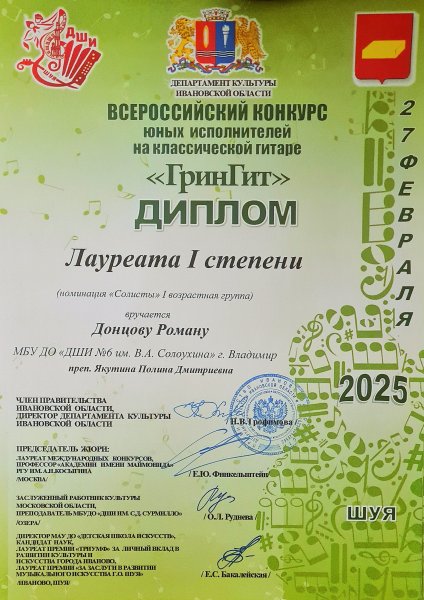 ДШИ
ДЕПАРТАМЕНТ КУЛЬТУРЫ
ИВАНОВСКОЙ ОБЛАСТИ
ВСЕРОССИЙСКИЙ КОНКУРС
юных исполнителей
на классической гитаре
«ГринГит»
ДИПЛОМ
27 ФЕВРАЛЯ
Лауреата I степени
(номинация «Солисты» I возрастная группа)
вручается
Донцову Роману
МБУ ДО «ДШИ №6 им. В.А. Солоухина» г. Владимир
преп. Якутина Полина Дмитриевна
2025
ЧЛЕН ПРАВИТЕЛЬСТВА
ИВАНОВСКОЙ ОБЛАСТИ,
ДИРЕКТОР ДЕПАРТАМЕНТА КУЛЬТУРЫ
ИВАНОВСКОЙ ОБЛАСТИ
/ Н.В.Трофимова /
ПРЕДСЕДАТЕЛЬ ЖЮРИ:
ЛАУРЕАТ МЕЖДУНАРОДНЫХ КОНКУРСОВ,
ПРОФЕССОР «АКАДЕМИИ ИМЕНИ МАЙМОНИДА»
РГУ ИМ. А.Н.КОСЫГИНА
/МОСКВА/
/ Е.Ю. Финкельштейн /
ЗАСЛУЖЕННЫЙ РАБОТНИК КУЛЬТУРЫ
МОСКОВСКОЙ ОБЛАСТИ,
ПРЕПОДАВАТЕЛЬ МБУДО «ДШИ ИМ. С.Д. СУРМИЛЛО»
/ОЗЕРЫ/
/ О.Л. Руднева /
ШУЯ
ДИРЕКТОР МАУ ДО «ДЕТСКАЯ ШКОЛА ИСКУССТВ»,
КАНДИДАТ НАУК,
ЛАУРЕАТ ПРЕМИИ «ТРИУМФ» ЗА ЛИЧНЫЙ ВКЛАД В
РАЗВИТИИ КУЛЬТУРЫ И
ИСКУССТВА ГОРОДА ИВАНОВО,
ЛАУРЕАТ ПРЕМИИ «ЗА ЗАСЛУГИ В РАЗВИТИИ
МУЗЫКАЛЬНОГО ИСКУССТВА Г.О. ШУЯ»
/ИВАНОВО, ШУЯ/
/ Е.С. Бакалейская /